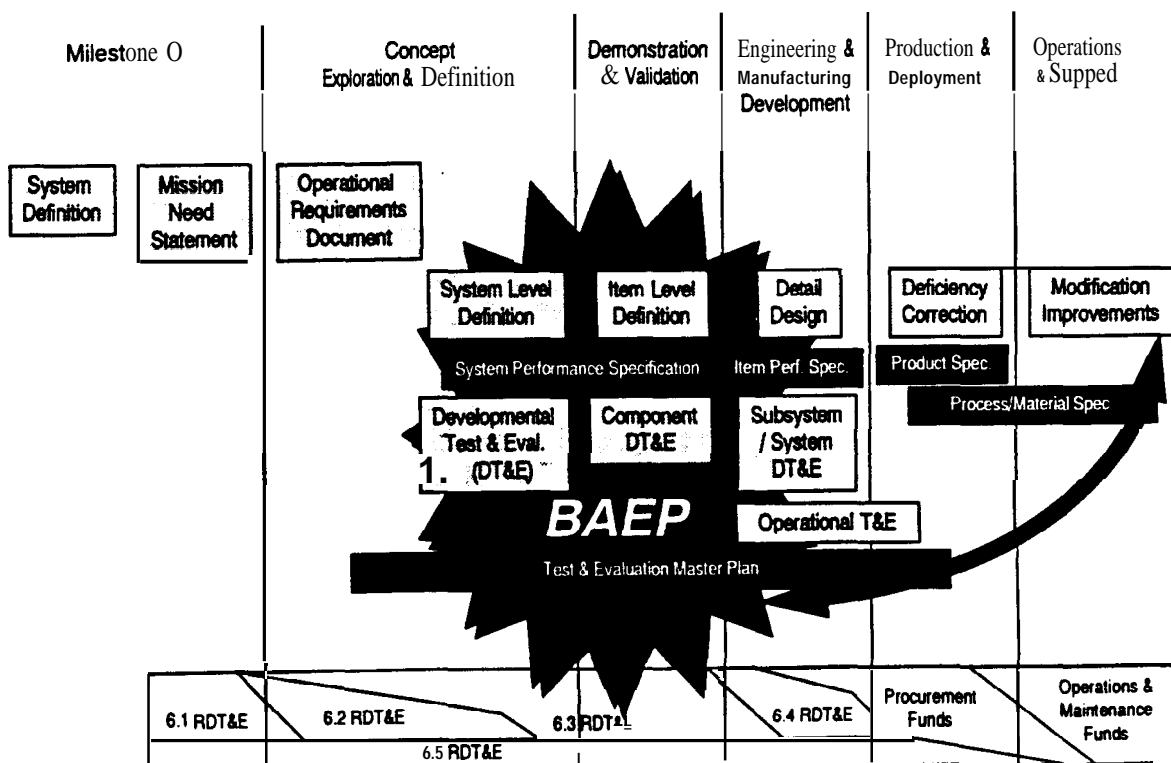 Milestone O
Concept
Exploration & Definition
Demonstration
& Validation
Engineering &
Manufacturing
Development
Production &
Deployment
Operations
& Supped
System
Definition
Mission
Need
Statement
Operational
Requirements
Document
System Level
Definition
Item Level
Definition
Detail
Design
Deficiency
Correction
Modification
Improvements
System Performance Specification
Item Perf. Spec.
Product Spec.
Process/Material Spec
Developmental
Test & Eval.
1. (DT&E)
Component
DT&E
Subsystem
/ System
DT&E
BAEP
Operational T&E
Test & Evaluation Master Plan
6.1 RDT&E
6.2 RDT&E
6.3 RDT&E
6.4 RDT&E
Procurement
Funds
Operations &
Maintenance
Funds
6.5 RDT&E